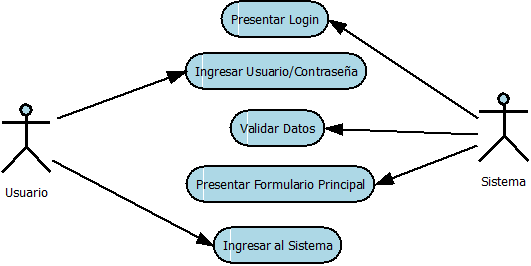 Presentar Login
Ingresar Usuario/Contraseña
Validar Datos
Usuario
Presentar Formulario Principal
Sistema
Ingresar al Sistema